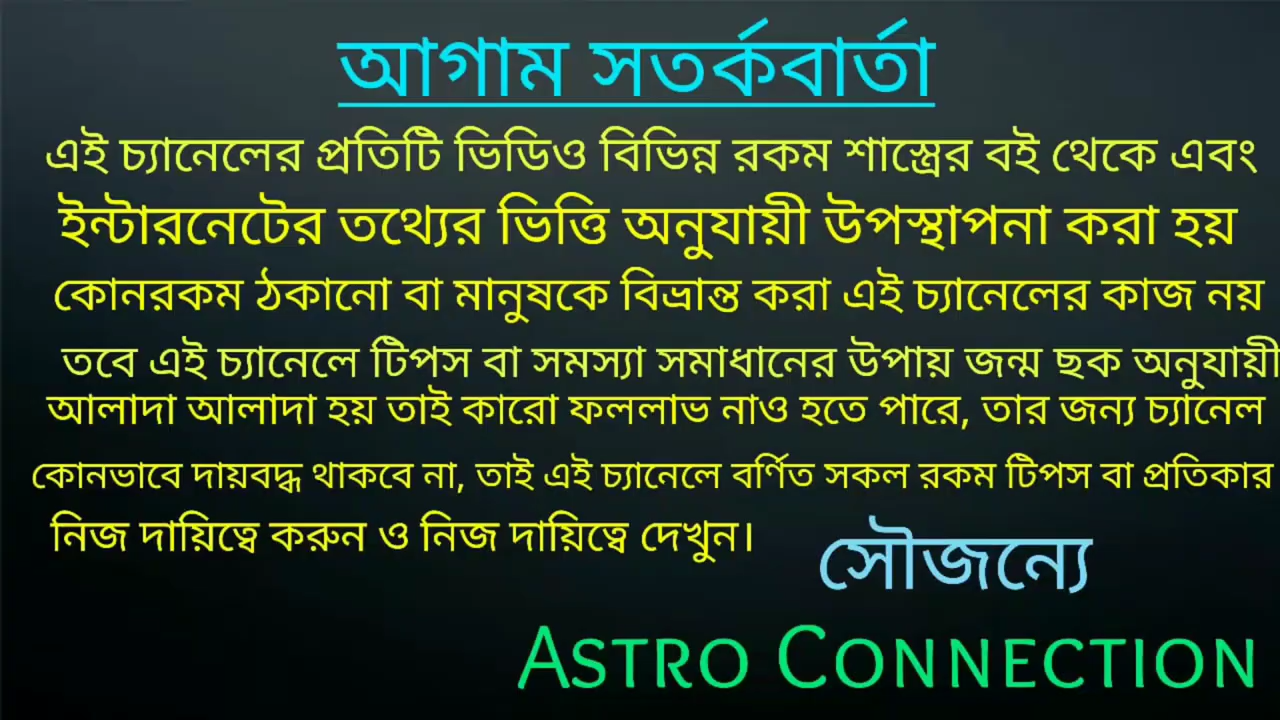 আগাম সতর্কবার্তা
এই চ্যানেলের প্রতিটি ভিডিও বিভিন্ন রকম শাস্ত্রের বই থেকে এবং
ইন্টারনেটের তথ্যের ভিত্তি অনুযায়ী উপস্থাপনা করা হয়
কোনরকম ঠকানো বা মানুষকে বিভ্রান্ত করা এই চ্যানেলের কাজ নয়
তবে এই চ্যানেলে টিপস বা সমস্যা সমাধানের উপায় জন্ম ছক অনুযায়ী
আলাদা আলাদা হয় তাই কারো ফললাভ নাও হতে পারে, তার জন্য চ্যানেল
কোনভাবে দায়বদ্ধ থাকবে না, তাই এই চ্যানেলে বর্ণিত সকল রকম টিপস বা প্রতিকার
নিজ দায়িত্বে করুন ও নিজ দায়িত্বে দেখুন।
সৌজন্যে
ASTRO CONNECTION